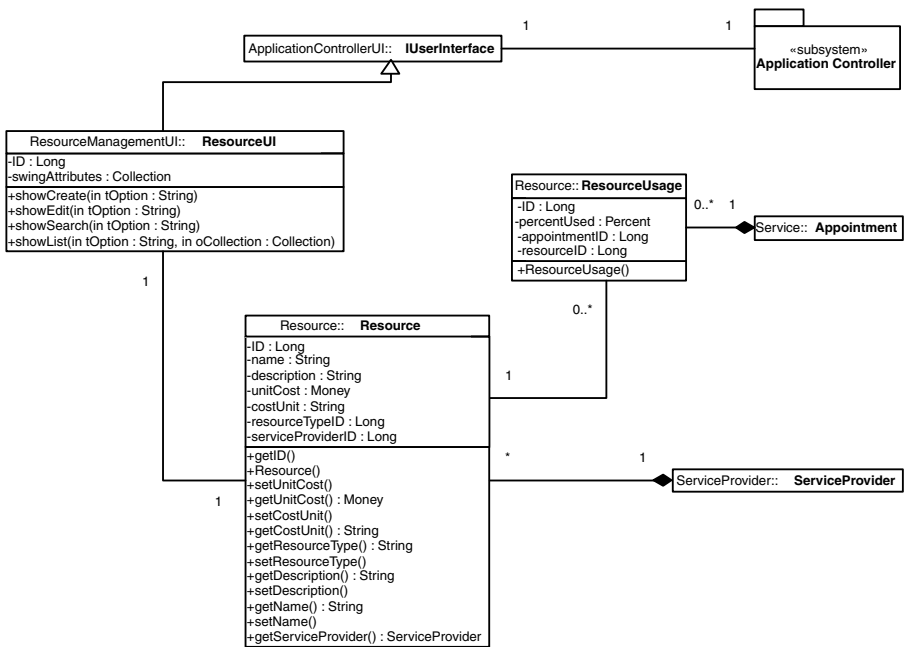 1
1
ApplicationControllerUI:: IUserInterface
«subsystem»
Application Controller
ResourceManagementUI:: ResourceUI
-ID : Long
-swingAttributes : Collection
+showCreate(in tOption : String)
+showEdit(in tOption : String)
+showSearch(in tOption : String)
+showList(in tOption : String, in oCollection : Collection)
Resource:: ResourceUsage
-ID : Long
-percentUsed : Percent
-appointmentID : Long
-resourceID : Long
+ResourceUsage()
0..* 1
Service:: Appointment
1
0..*
Resource:: Resource
-ID : Long
-name : String
-description : String
-unitCost : Money
-costUnit : String
-resourceTypeID : Long
-serviceProviderID : Long
+getID()
+Resource()
+setUnitCost()
+getUnitCost() : Money
+setCostUnit()
+getCostUnit() : String
+getResourceType() : String
+setResourceType()
+getDescription() : String
+setDescription()
+getName() : String
+setName()
+getServiceProvider() : ServiceProvider
1
*
1
ServiceProvider:: ServiceProvider
1